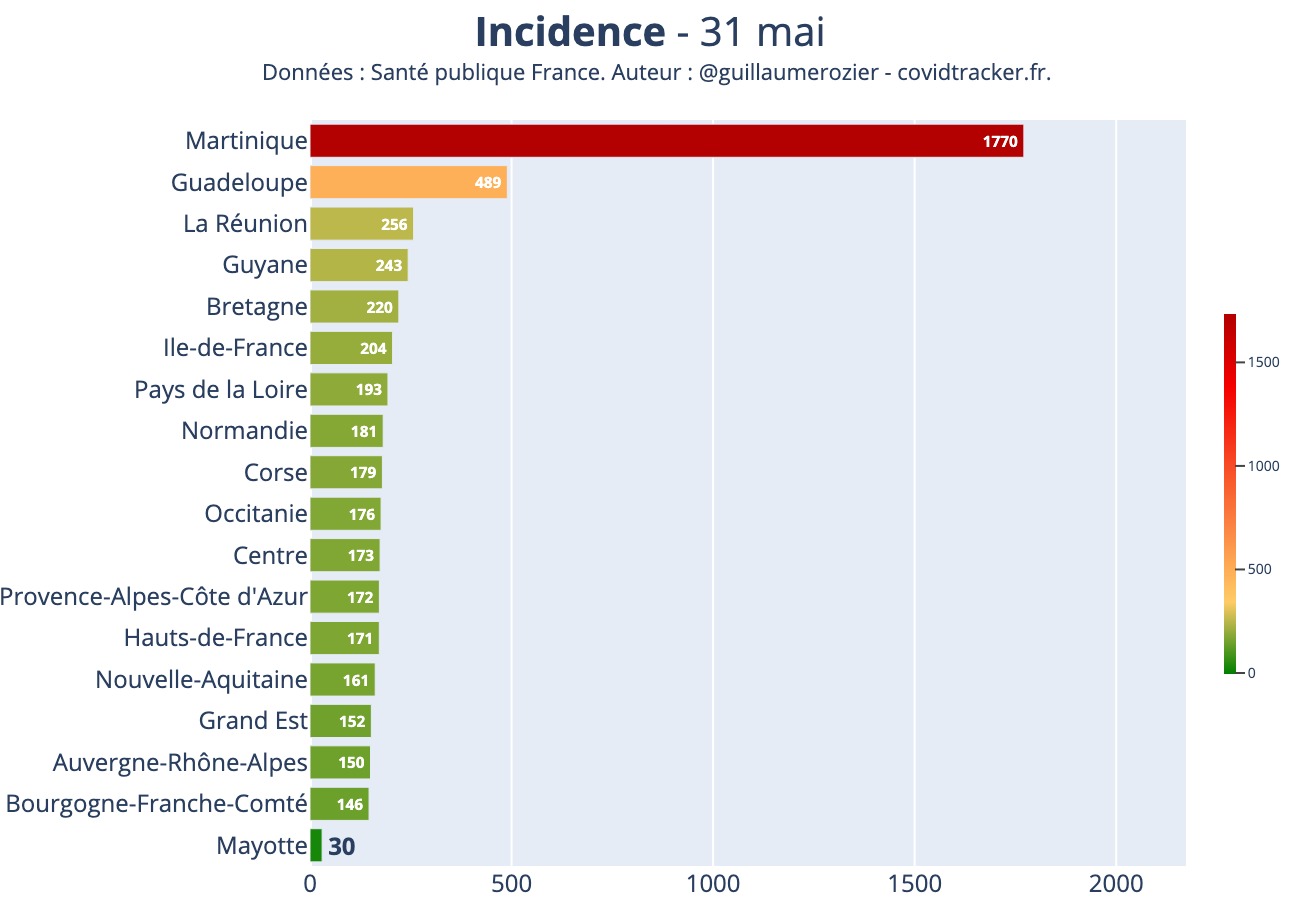 Incidence - 31 mai
Données : Santé publique France. Auteur : @guillaumerozier - covidtracker.fr.
Martinique 1770
Guadeloupe 489
La Réunion 256
Guyane 243
Bretagne 220
Ile-de-France 204
Pays de la Loire 193
Normandie 181
Corse 179
Occitanie 176
Centre 173
Provence-Alpes-Côte d'Azur 172
Hauts-de-France 171
Nouvelle-Aquitaine 161
Grand Est 152
Auvergne-Rhône-Alpes 150
Bourgogne-Franche-Comté 146
Mayotte 30
0 500 1000 1500 2000
1500
1000
500
0